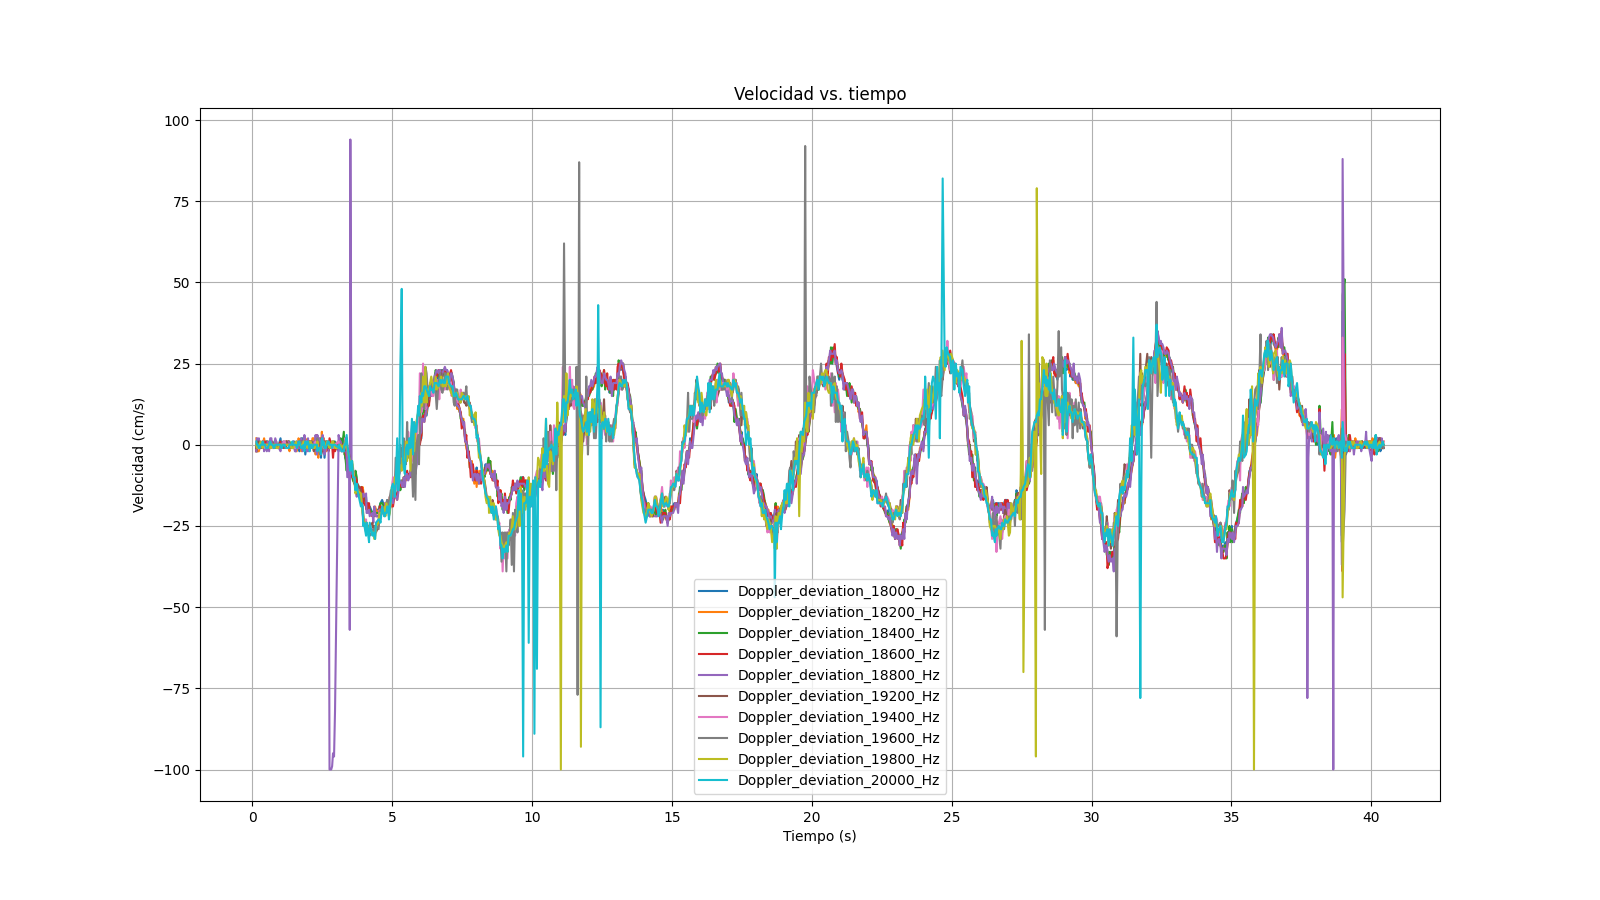 Velocidad vs. tiempo
Velocidad (cm/s)
100
75
50
25
0
−25
−50
−75
−100
Doppler_deviation_18000_Hz
Doppler_deviation_18200_Hz
Doppler_deviation_18400_Hz
Doppler_deviation_18600_Hz
Doppler_deviation_18800_Hz
Doppler_deviation_19200_Hz
Doppler_deviation_19400_Hz
Doppler_deviation_19600_Hz
Doppler_deviation_19800_Hz
Doppler_deviation_20000_Hz
0 5 10 15 20 25 30 35 40
Tiempo (s)